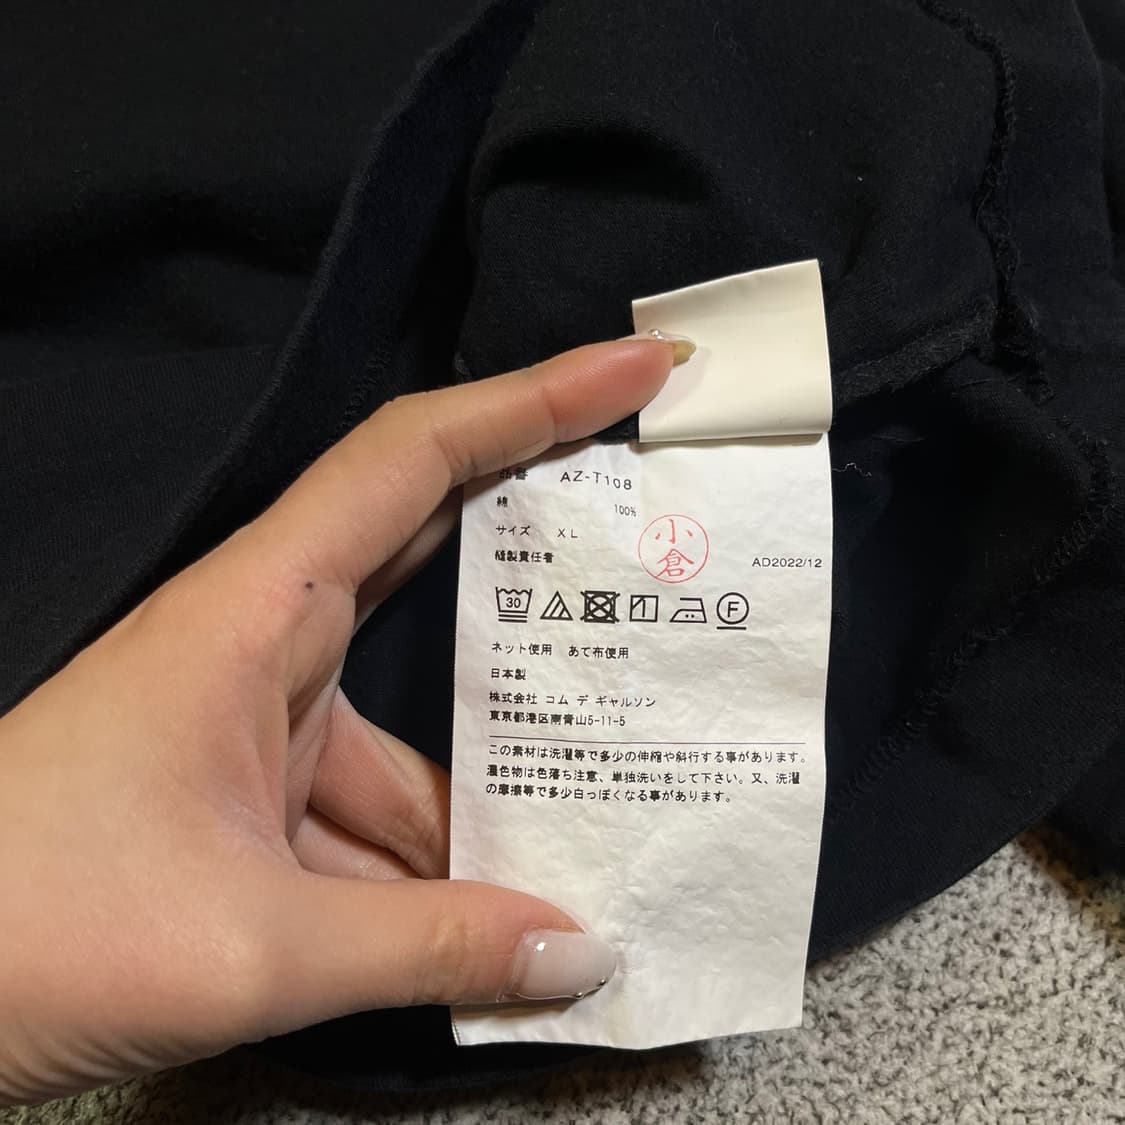 品番 AZ-T108
綿 100%
サイズ XL
縫製責任者 小倉 AD2022/12
30 F
ネット使用 あて布使用
日本製
株式会社 コム デ ギャルソン
東京都港区南青山5-11-5
この素材は洗濯等で多少の伸縮や斜行する事があります。
濃色物は色落ち注意、単独洗いをして下さい。又、洗濯
の摩擦等で多少白っぽくなる事があります。